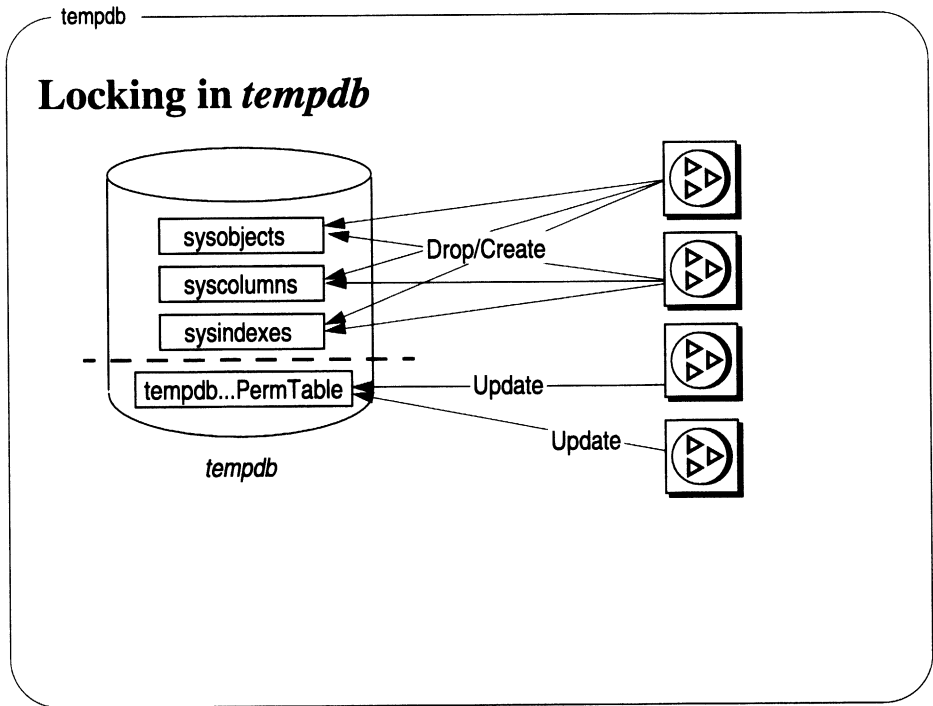 tempdb
Locking in tempdb
sysobjects
Drop/Create
syscolumns
sysindexes
tempdb...PermTable
Update
Update
tempdb